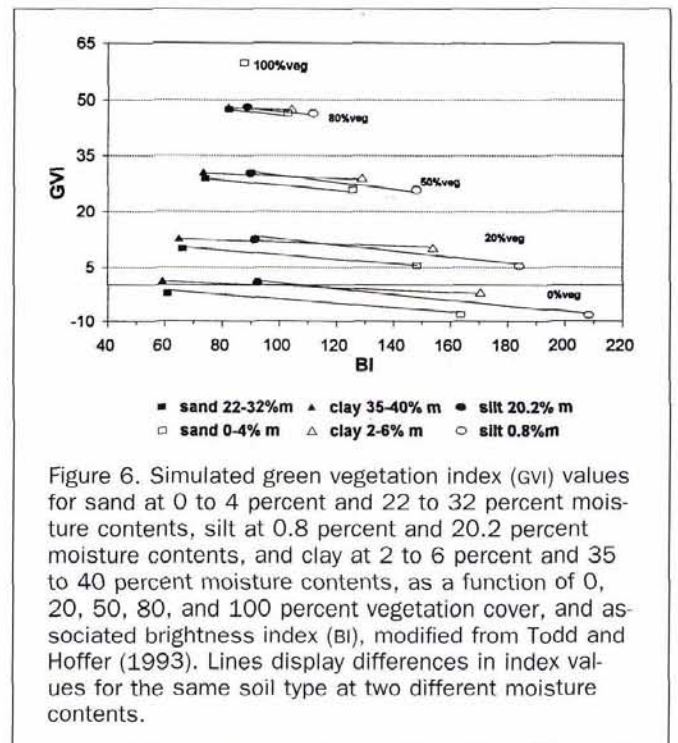 65
50
35
20
5
-10
GVI
100%veg
80%veg
50%veg
20%veg
0%veg
40 60 80 100 120 140 160 180 200 220
BI
sand 22-32%m clay 35-40% m silt 20.2% m
sand 0-4% m clay 2-6% m silt 0.8%m
Figure 6. Simulated green vegetation index (GVI) values
for sand at 0 to 4 percent and 22 to 32 percent mois-
ture contents, silt at 0.8 percent and 20.2 percent
moisture contents, and clay at 2 to 6 percent and 35
to 40 percent moisture contents, as a function of 0,
20, 50, 80, and 100 percent vegetation cover, and as-
sociated brightness index (BI), modified from Todd and
Hoffer (1993). Lines display differences in index val-
ues for the same soil type at two different moisture
contents.